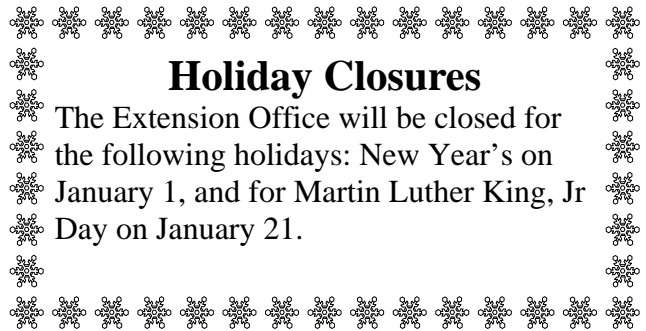 Holiday Closures
The Extension Office will be closed for
the following holidays: New Year’s on
January 1, and for Martin Luther King, Jr
Day on January 21.